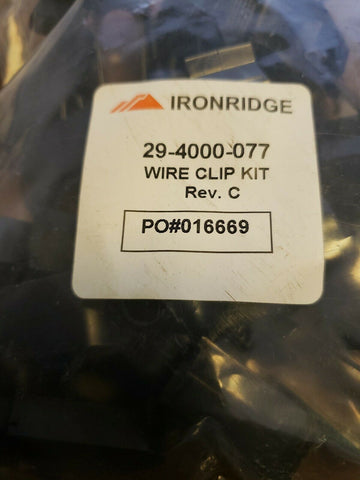 IRONRIDGE
29-4000-077
WIRE CLIP KIT
Rev. C
PO#016669